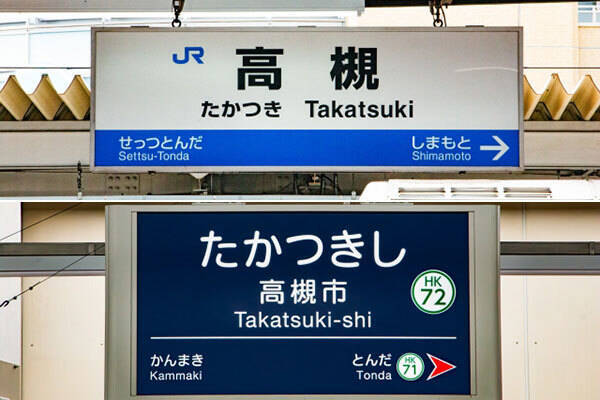 JR 高槻
たかつき Takatsuki
せっつとんだ しまもと
Settsu-Tonda Shimamoto
たかつきし
高槻市
HK
72
Takatsuki-shi
かんまき とんだ HK
Kammaki Tonda 71